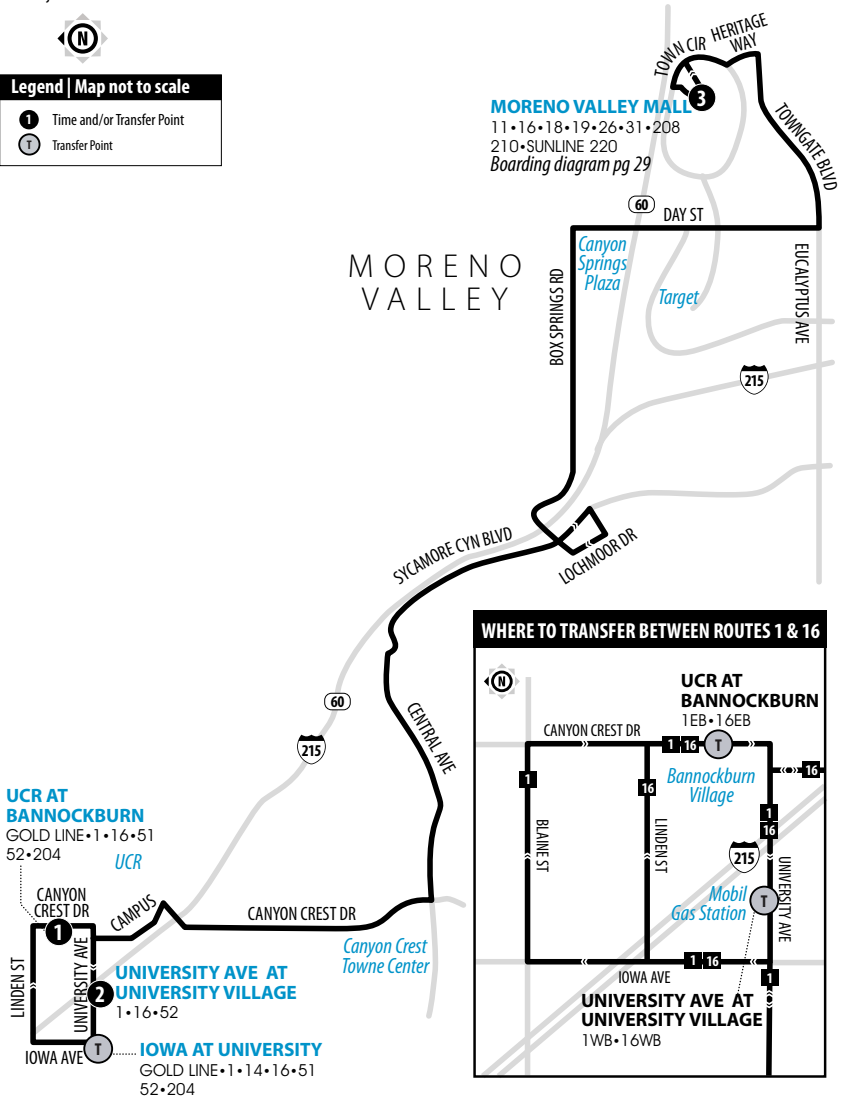 N
Legend | Map not to scale
1 Time and/or Transfer Point
T Transfer Point
TOWN CIR
HERITAGE
WAY
3
MORENO VALLEY MALL
11•16•18•19•26•31•208
210•SUNLINE 220
Boarding diagram pg 29
TOWNGATE BLVD
60
DAY ST
Canyon
Springs
Plaza
Target
MORENO
VALLEY
BOX SPRINGS RD
EUCALYPTUS AVE
215
SYCAMORE CYN BLVD
LOCHMOOR DR
60
215
CENTRAL AVE
UCR AT
BANNOCKBURN
GOLD LINE•1•16•51
52•204
UCR
CANYON
CREST DR
1
CAMPUS
CANYON CREST DR
Canyon Crest
Towne Center
LINDEN ST
UNIVERSITY AVE
2
UNIVERSITY AVE AT
UNIVERSITY VILLAGE
1•16•52
IOWA AVE
T
IOWA AT UNIVERSITY
GOLD LINE•1•14•16•51
52•204
WHERE TO TRANSFER BETWEEN ROUTES 1 & 16
N
UCR AT
BANNOCKBURN
1EB•16EB
CANYON CREST DR
1 16
T
16
1
16
Bannockburn
Village
1
16
BLAINE ST
LINDEN ST
215
UNIVERSITY AVE
Mobil
Gas Station
T
1 16
IOWA AVE
1
UNIVERSITY AVE AT
UNIVERSITY VILLAGE
1WB•16WB